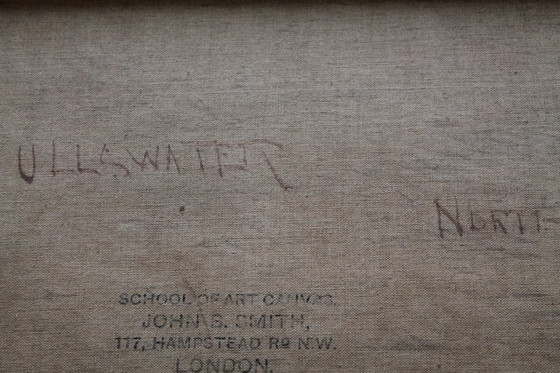 ULLSWATER
NORTH
SCHOOL OF ART CANVAS.
JOHN B. SMITH,
117, HAMPSTEAD RD N.W.
LONDON.